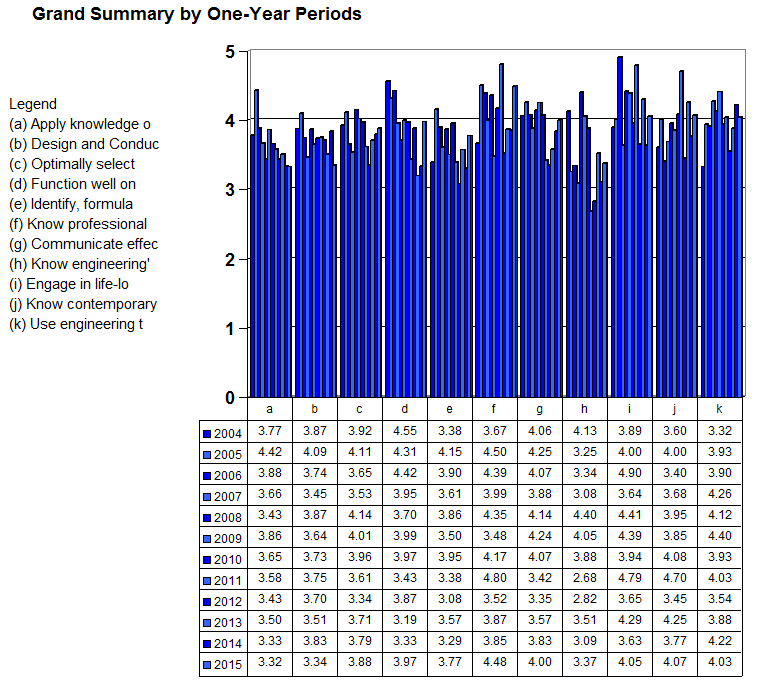 Grand Summary by One-Year Periods
Legend
(a) Apply knowledge o
(b) Design and Conduc
(c) Optimally select
(d) Function well on
(e) Identify, formula
(f) Know professional
(g) Communicate effec
(h) Know engineering'
(i) Engage in life-lo
(j) Know contemporary
(k) Use engineering t
5
4
3
2
1
0
a b c d e f g h i j k
2004 3.77 3.87 3.92 4.55 3.38 3.67 4.06 4.13 3.89 3.60 3.32
2005 4.42 4.09 4.11 4.31 4.15 4.50 4.25 3.25 4.00 4.00 3.93
2006 3.88 3.74 3.65 4.42 3.90 4.39 4.07 3.34 4.90 3.40 3.90
2007 3.66 3.45 3.53 3.95 3.61 3.99 3.88 3.08 3.64 3.68 4.26
2008 3.43 3.87 4.14 3.70 3.86 4.35 4.14 4.40 4.41 3.95 4.12
2009 3.86 3.64 4.01 3.99 3.50 3.48 4.24 4.05 4.39 3.85 4.40
2010 3.65 3.73 3.96 3.97 3.95 4.17 4.07 3.88 3.94 4.08 3.93
2011 3.58 3.75 3.61 3.43 3.38 4.80 3.42 2.68 4.79 4.70 4.03
2012 3.43 3.70 3.34 3.87 3.08 3.52 3.35 2.82 3.65 3.45 3.54
2013 3.50 3.51 3.71 3.19 3.57 3.87 3.57 3.51 4.29 4.25 3.88
2014 3.33 3.83 3.79 3.33 3.29 3.85 3.83 3.09 3.63 3.77 4.22
2015 3.32 3.34 3.88 3.97 3.77 4.48 4.00 3.37 4.05 4.07 4.03